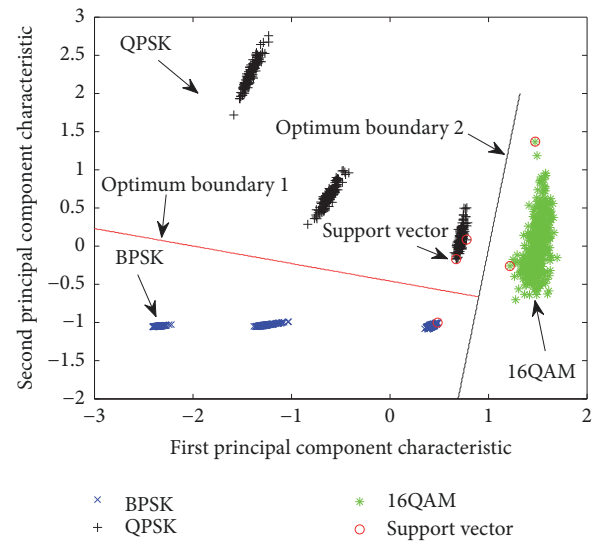 3
2.5
2
1.5
1
0.5
0
−0.5
−1
−1.5
−2
−3
−2
−1
0
1
2
Second principal component characteristic
First principal component characteristic
QPSK
Optimum boundary 2
Optimum boundary 1
Support vector
BPSK
16QAM
BPSK
QPSK
16QAM
Support vector